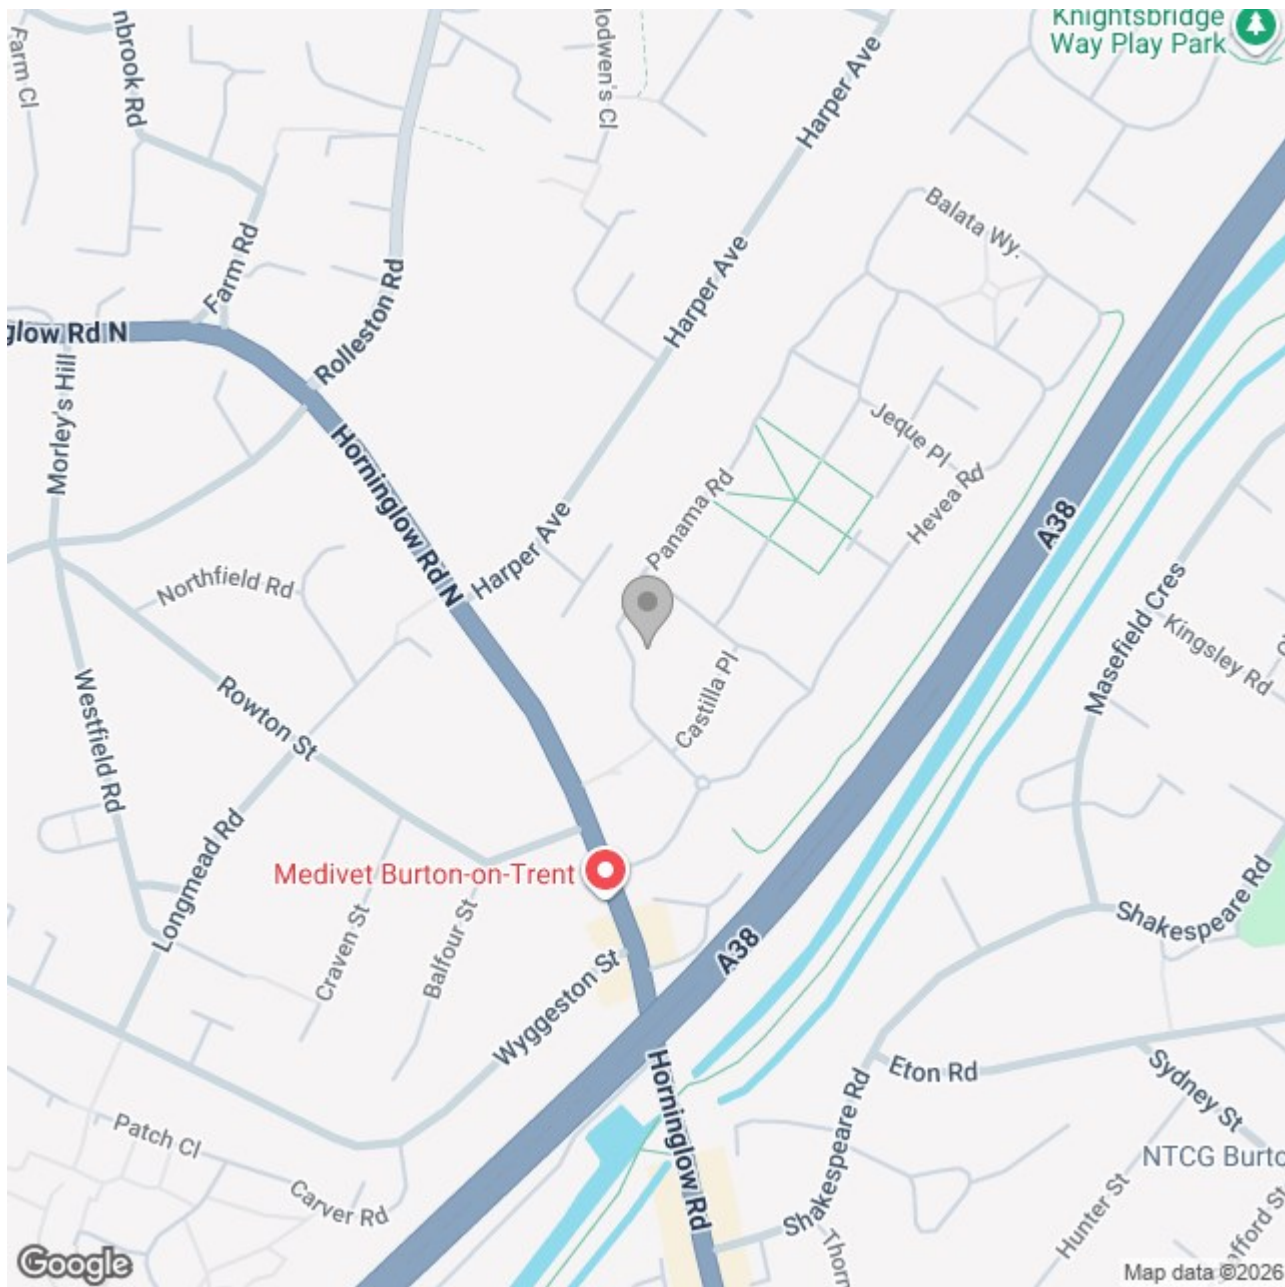 Knightsbridge
Way Play Park
Farm Cl
nbrook Rd
odwen's Cl
Harper Ave
Balata Wy.
Farm Rd
Harper Ave
Rolleston Rd
glow Rd N
Morley's Hill
Horninglow Rd N
Jeque Pl
Hevea Rd
Panama Rd
A38
Harper Ave
Northfield Rd
Masefield Cres
Kingsley Rd
Westfield Rd
Rowton St
Castilla Pl
Longmead Rd
Medivet Burton-on-Trent
Shakespeare Rd
Craven St
Balfour St
A38
Wyggeston St
Horninglow Rd
Eton Rd
Sydney St
Shakespeare Rd
Patch Cl
Carver Rd
NTCG Burto
Hunter St
fford St
Thorn
Google
Map data ©2026